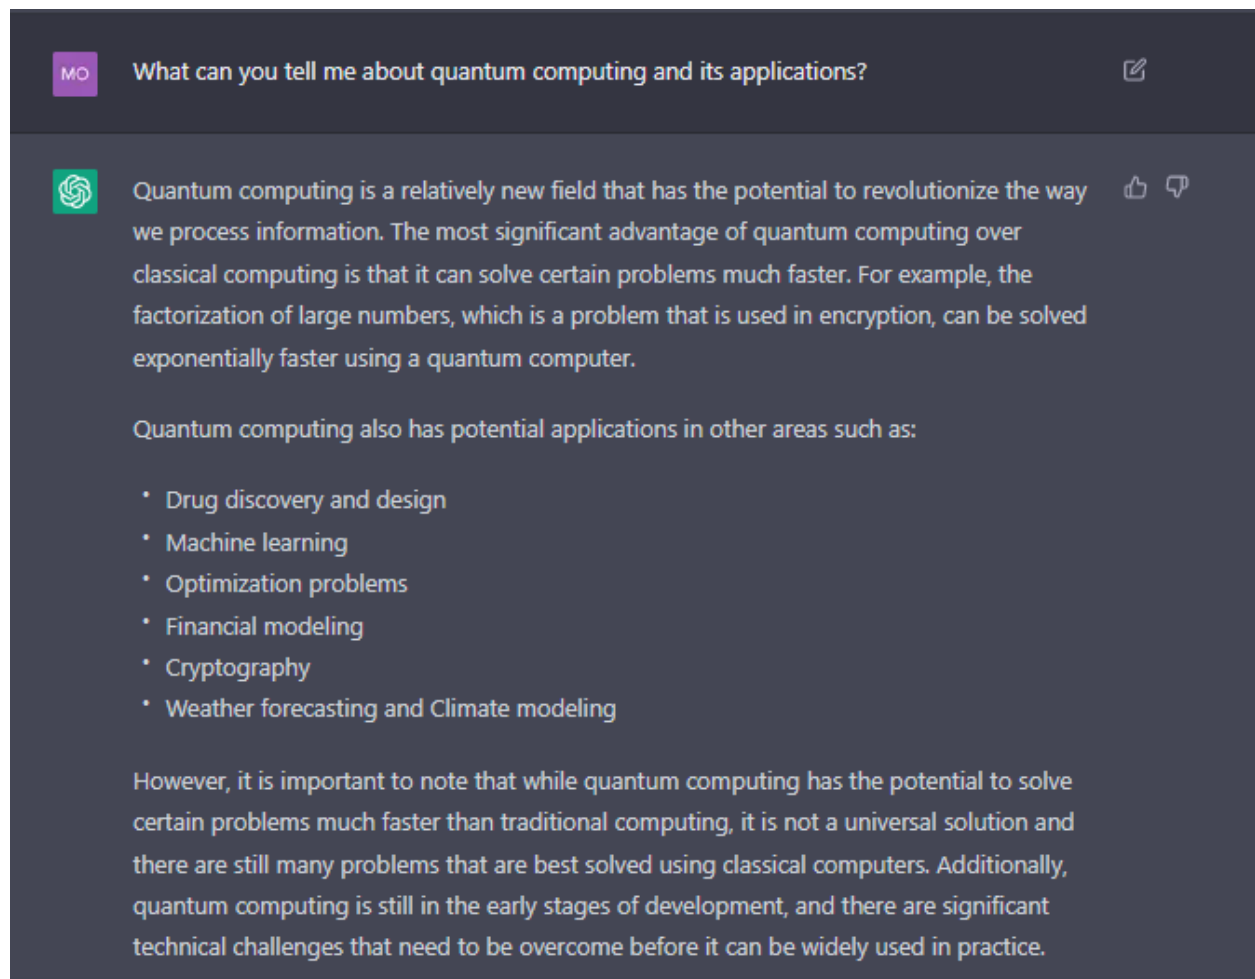 MO
What can you tell me about quantum computing and its applications?
Quantum computing is a relatively new field that has the potential to revolutionize the way
we process information. The most significant advantage of quantum computing over
classical computing is that it can solve certain problems much faster. For example, the
factorization of large numbers, which is a problem that is used in encryption, can be solved
exponentially faster using a quantum computer.
Quantum computing also has potential applications in other areas such as:
• Drug discovery and design
• Machine learning
• Optimization problems
• Financial modeling
• Cryptography
• Weather forecasting and Climate modeling
However, it is important to note that while quantum computing has the potential to solve
certain problems much faster than traditional computing, it is not a universal solution and
there are still many problems that are best solved using classical computers. Additionally,
quantum computing is still in the early stages of development, and there are significant
technical challenges that need to be overcome before it can be widely used in practice.